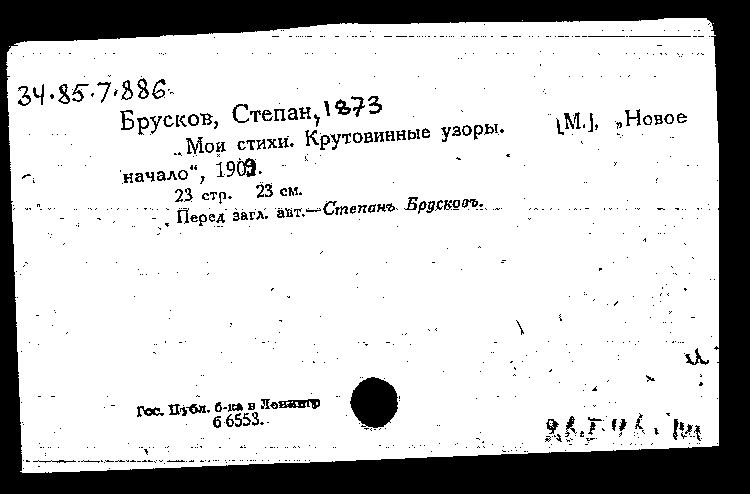 34.85.7.886
Брусков, Степан, 1873
„Мои стихи. Крутовинные узоры. [М.], „Новое
начало“, 1909.
23 стр. 23 см.
Перед загл. авт.—Степанъ Брусковъ.
и
Гос. Публ. б-ка в Ленингр
б 6553.